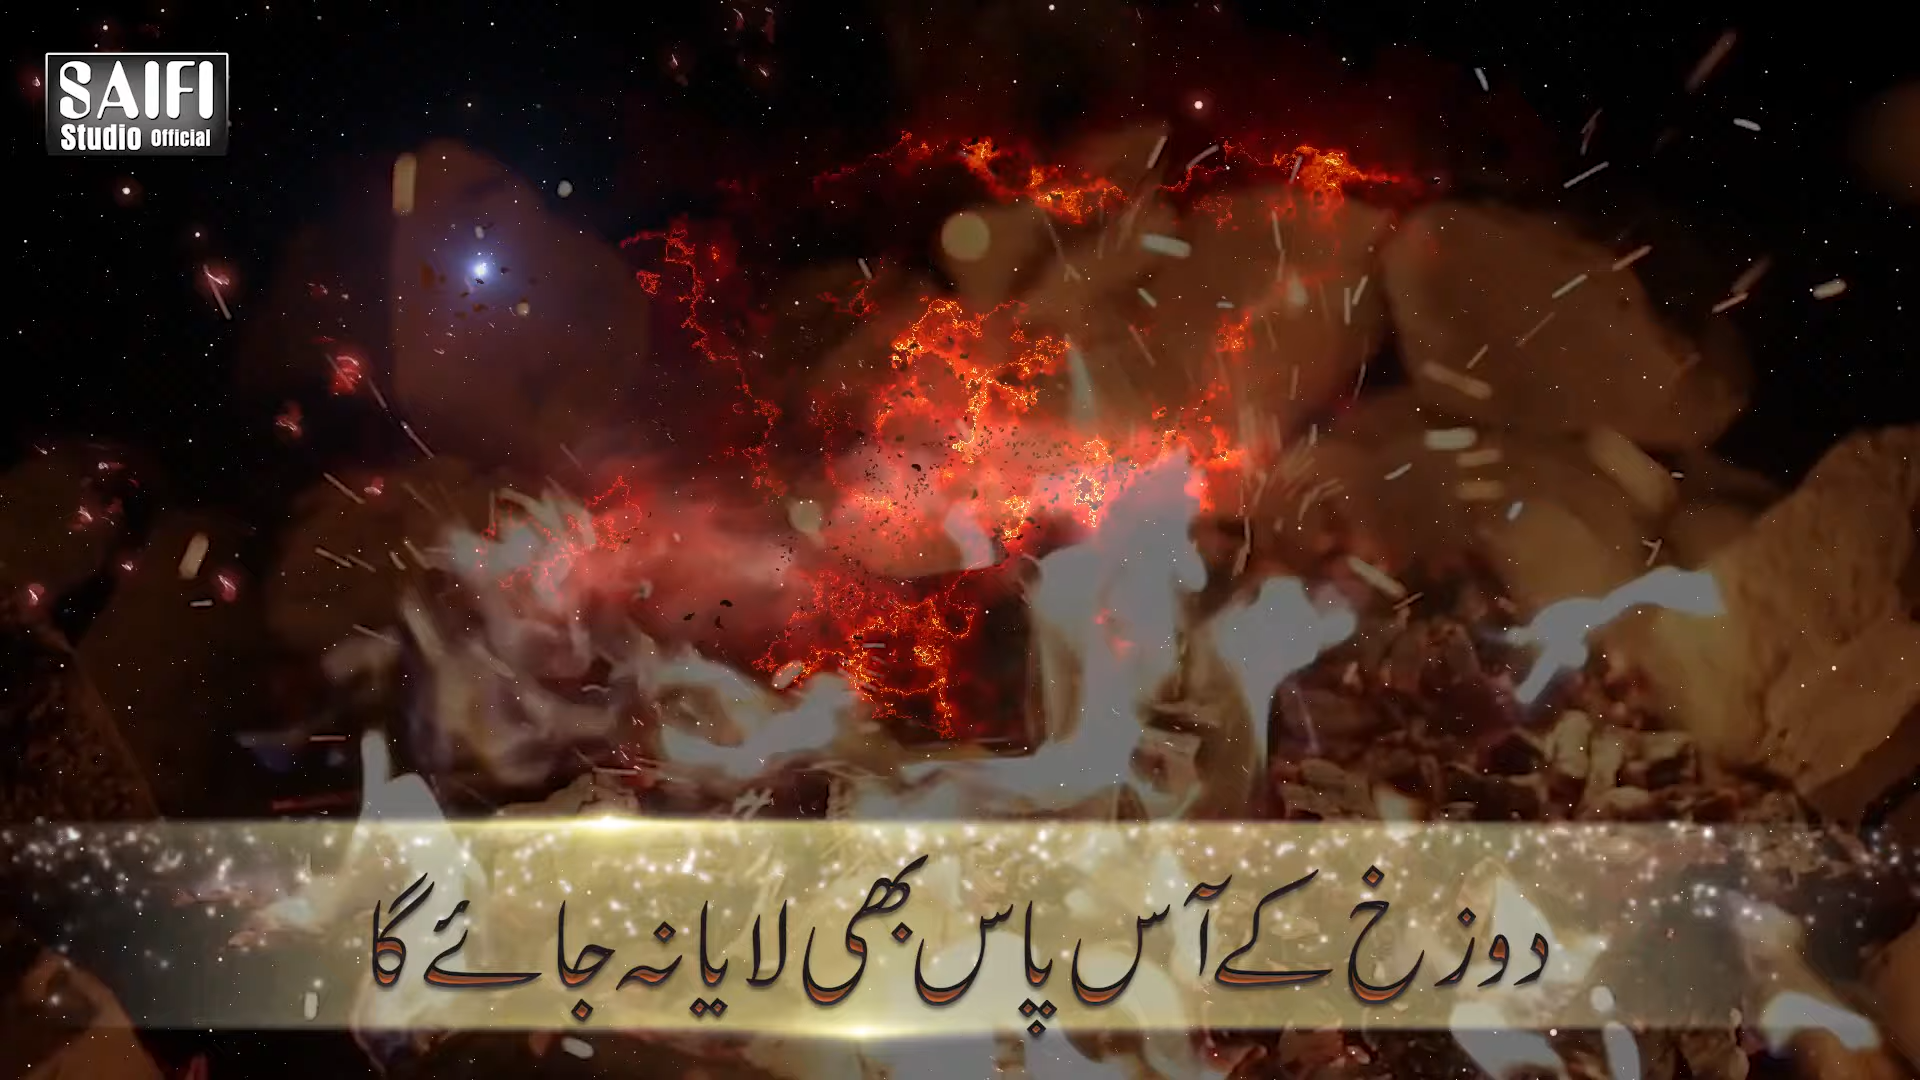 SAIFI
Studio Official
دوزخ کے آس پاس بھی لایا نہ جائے گا